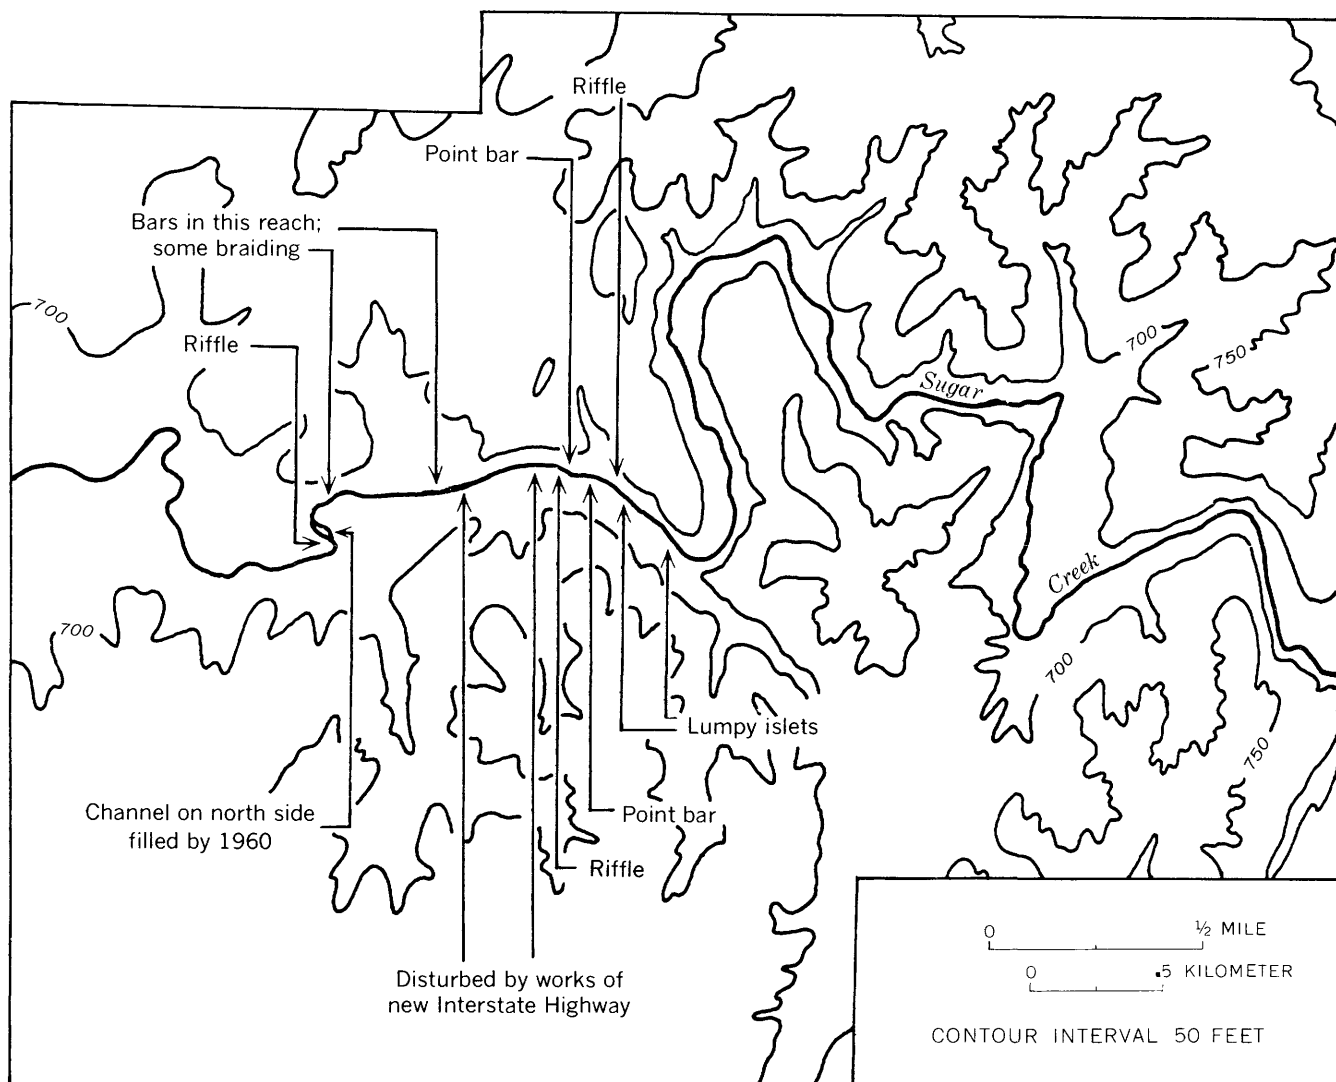 Riffle
Point bar
Bars in this reach;
some braiding
700
Riffle
700
750
Sugar
Creek
700
700
Lumpy islets
750
Channel on north side
filled by 1960
Point bar
Riffle
Disturbed by works of
new Interstate Highway
0 ½ MILE
0 .5 KILOMETER
CONTOUR INTERVAL 50 FEET